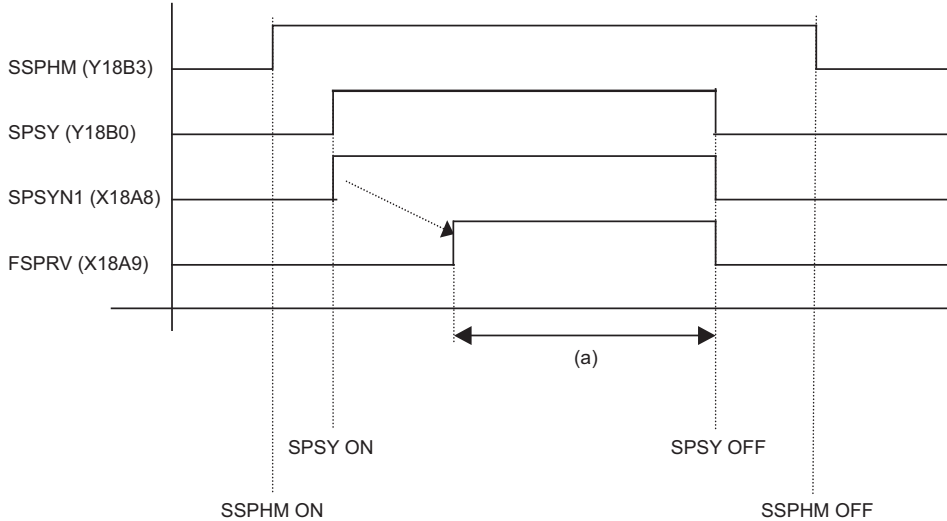 SSPHM (Y18B3)
SPSY (Y18B0)
SPSYN1 (X18A8)
FSPRV (X18A9)
(a)
SPSY ON
SPSY OFF
SSPHM ON
SSPHM OFF